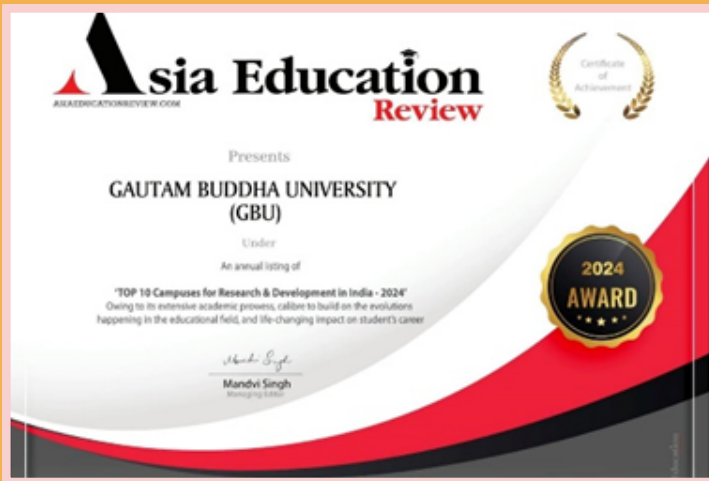 Asia Education
Review
ASIAEDUCATIONREVIEW.COM
Certificate
of
Achievement
Presents
GAUTAM BUDDHA UNIVERSITY
(GBU)
Under
An annual listing of
"TOP 10 Campuses for Research & Development in India - 2024"
Owing to its extensive academic prowess, calibre to build on the evolutions
happening in the educational field, and life-changing impact on student's career
2024
AWARD
Mandvi Singh
Managing Editor